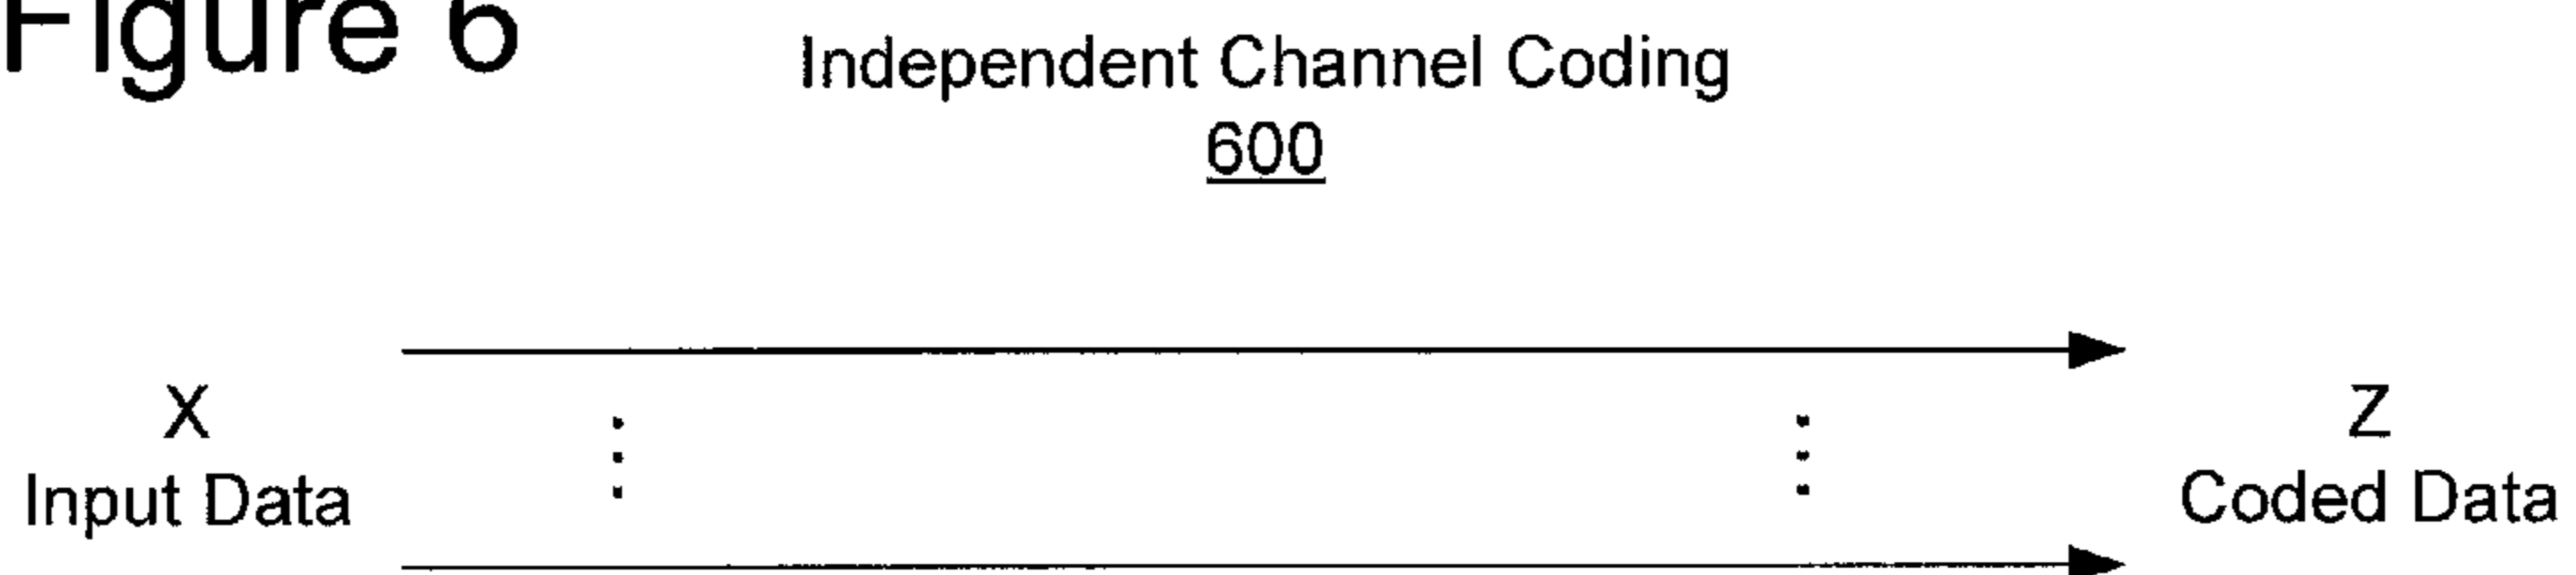 Figure 6
Independent Channel Coding
600
X
Input Data
Z
Coded Data